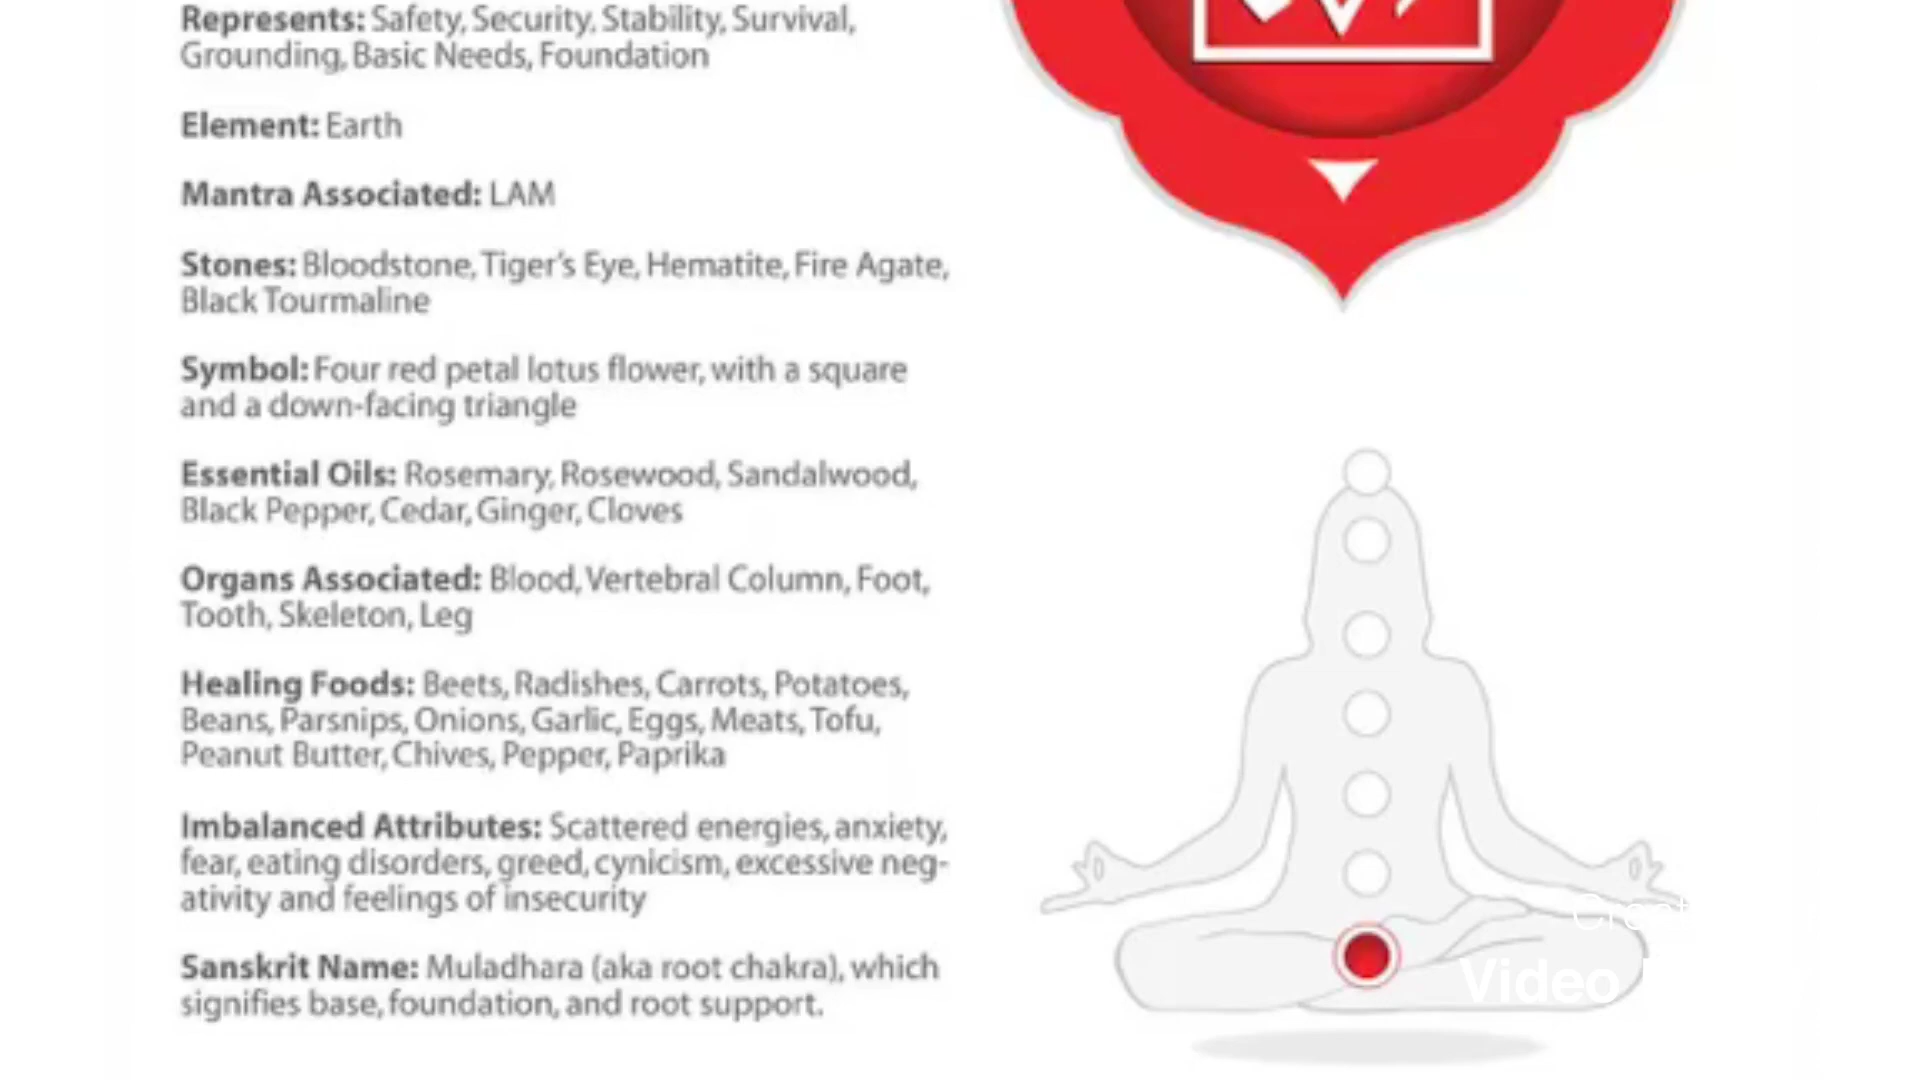 Represents: Safety, Security, Stability, Survival,
Grounding, Basic Needs, Foundation
Element: Earth
Mantra Associated: LAM
Stones: Bloodstone, Tiger's Eye, Hematite, Fire Agate,
Black Tourmaline
Symbol: Four red petal lotus flower, with a square
and a down-facing triangle
Essential Oils: Rosemary, Rosewood, Sandalwood,
Black Pepper, Cedar, Ginger, Cloves
Organs Associated: Blood, Vertebral Column, Foot,
Tooth, Skeleton, Leg
Healing Foods: Beets, Radishes, Carrots, Potatoes,
Beans, Parsnips, Onions, Garlic, Eggs, Meats, Tofu,
Peanut Butter, Chives, Pepper, Paprika
Imbalanced Attributes: Scattered energies, anxiety,
fear, eating disorders, greed, cynicism, excessive neg-
ativity and feelings of insecurity
Sanskrit Name: Muladhara (aka root chakra), which
signifies base, foundation, and root support.
Video